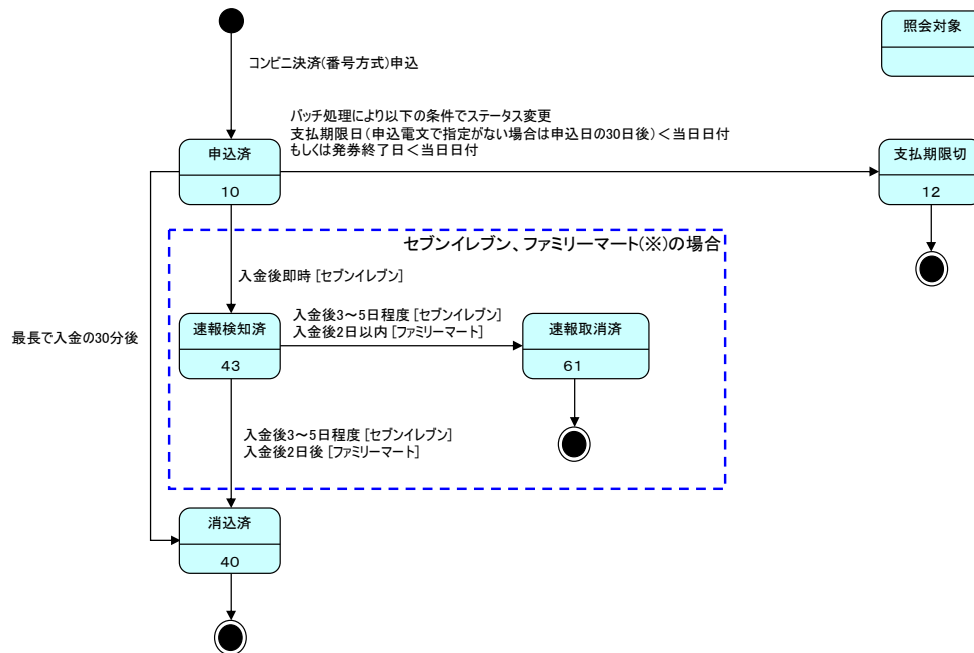 照会対象
コンビニ決済(番号方式)申込
バッチ処理により以下の条件でステータス変更
支払期限日(申込電文で指定がない場合は申込日の30日後)<当日日付
もしくは発券終了日<当日日付
申込済
10
支払期限切
12
セブンイレブン、ファミリーマート(※)の場合
入金後即時 [セブンイレブン]
最長で入金の30分後
速報検知済
43
入金後3~5日程度 [セブンイレブン]
入金後2日以内 [ファミリーマート]
速報取消済
61
入金後3~5日程度 [セブンイレブン]
入金後2日後 [ファミリーマート]
消込済
40